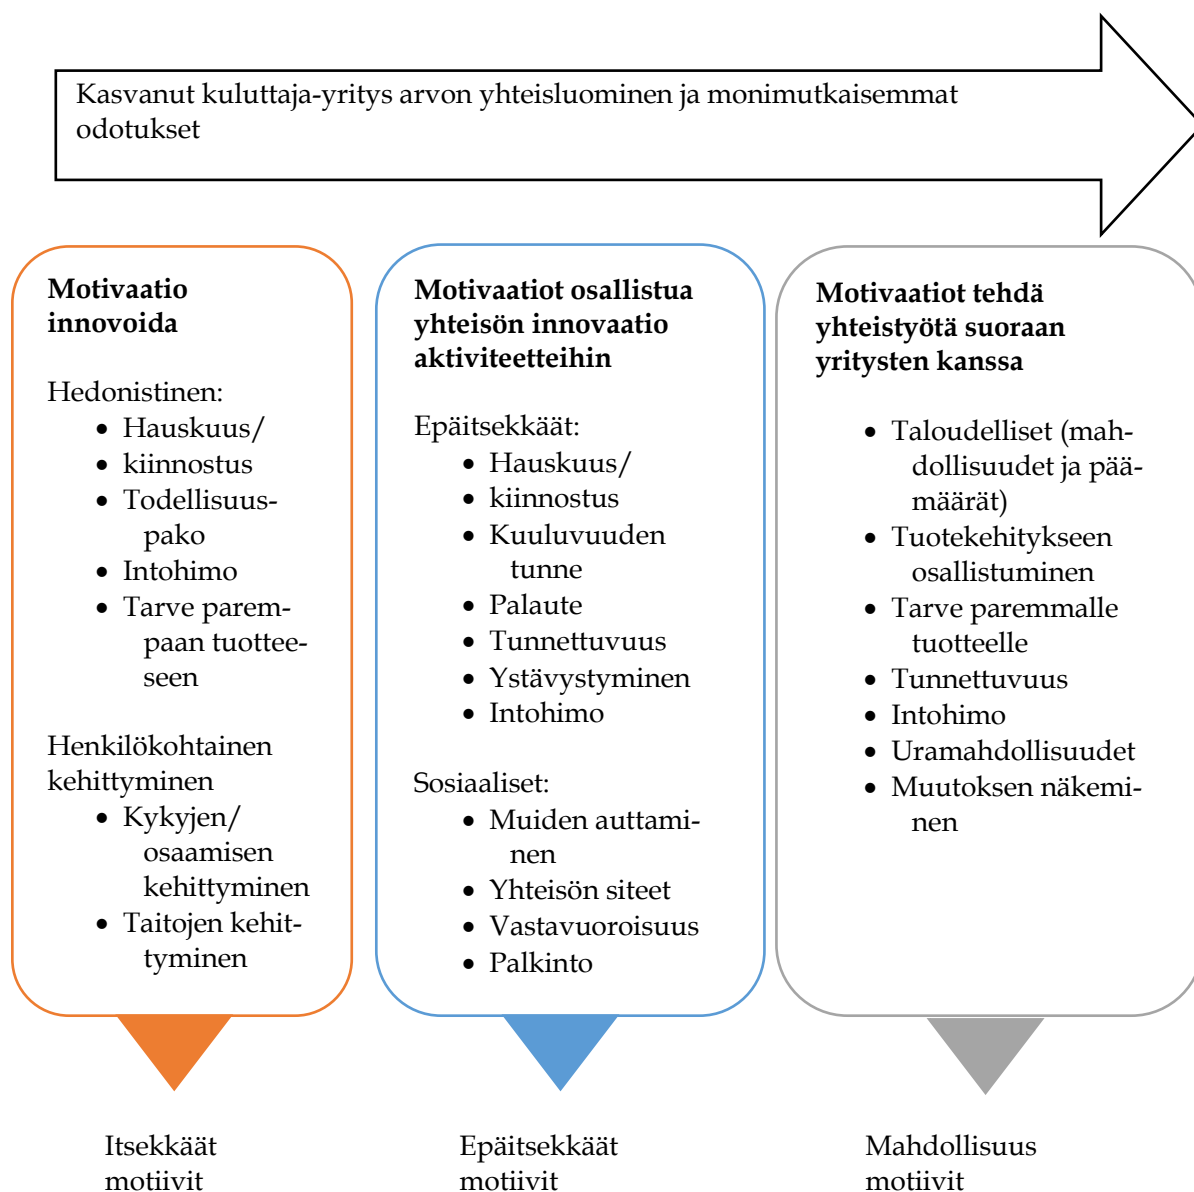 Kasvanut kuluttaja-yritys arvon yhteisluominen ja monimutkaisemmat
odotukset
Motivaatio
innovoida
Hedonistinen:
• Hauskuus/
• kiinnostus
• Todellisuus-
pako
• Intohimo
• Tarve parem-
paan tuottee-
seen
Henkilökohtainen
kehittyminen
• Kykyjen/
osaamisen
kehittyminen
• Taitojen kehit-
tyminen
Motivaatiot osallistua
yhteisön innovaatio
aktiviteetteihin
Epäitsekkäät:
• Hauskuus/
• kiinnostus
• Kuuluvuuden
tunne
• Palaute
• Tunnettuvuus
• Ystävystyminen
• Intohimo
Sosiaaliset:
• Muiden auttami-
nen
• Yhteisön siteet
• Vastavuoroisuus
• Palkinto
Motivaatiot tehdä
yhteistyötä suoraan
yritysten kanssa
• Taloudelliset (mah-
dollisuudet ja pää-
määrät)
• Tuotekehitykseen
osallistuminen
• Tarve paremmalle
tuotteelle
• Tunnettuvuus
• Intohimo
• Uramahdollisuudet
• Muutoksen näkemi-
nen
Itsekkäät
motiivit
Epäitsekkäät
motiivit
Mahdollisuus
motiivit